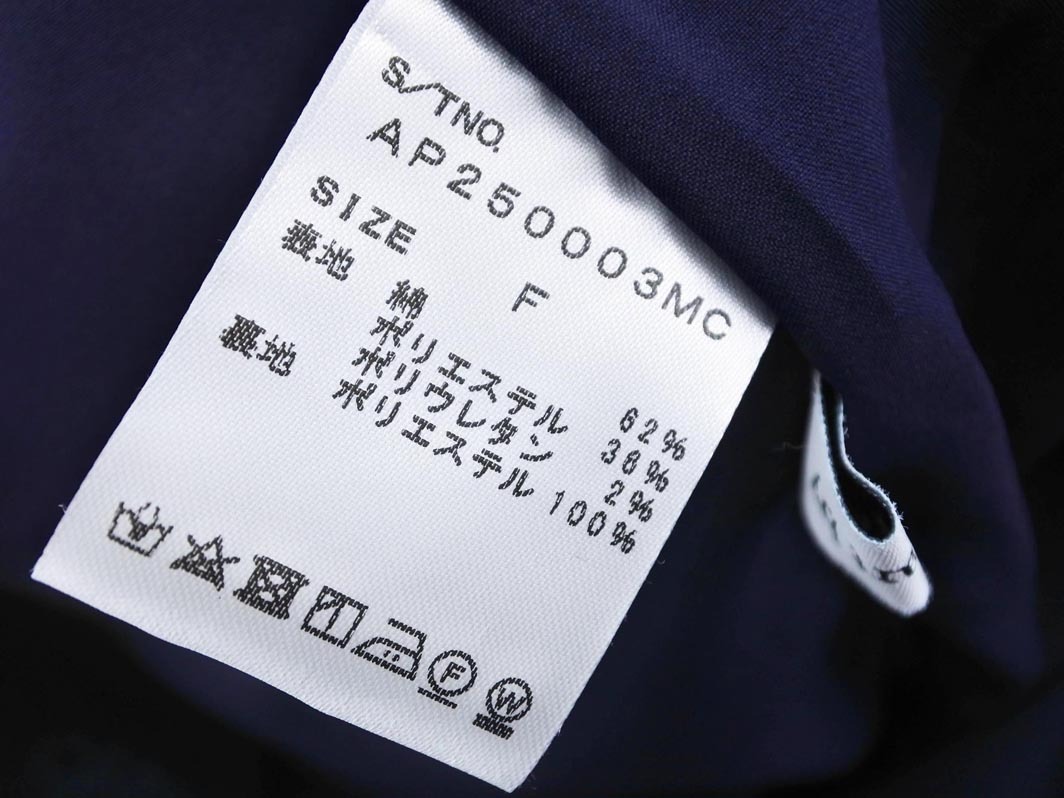 S/TNO.
AP250003MC
SIZE F
表地 綿 62%
ポリエステル 38%
ポリウレタン 2%
裏地 ポリエステル 100%
F
W